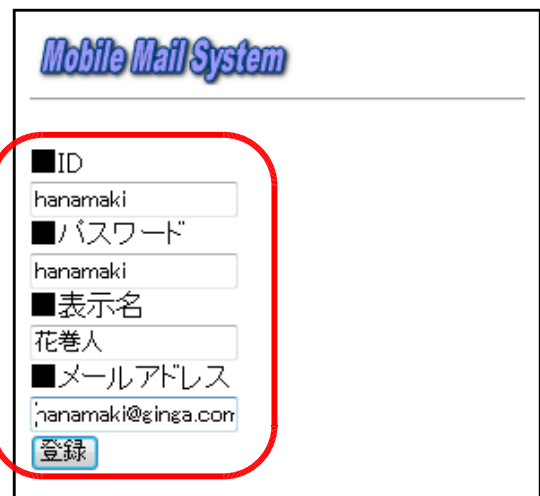 Mobile Mail System
■ID
hanamaki
■パスワード
hanamaki
■表示名
花巻人
■メールアドレス
hanamaki@ginga.com
登録